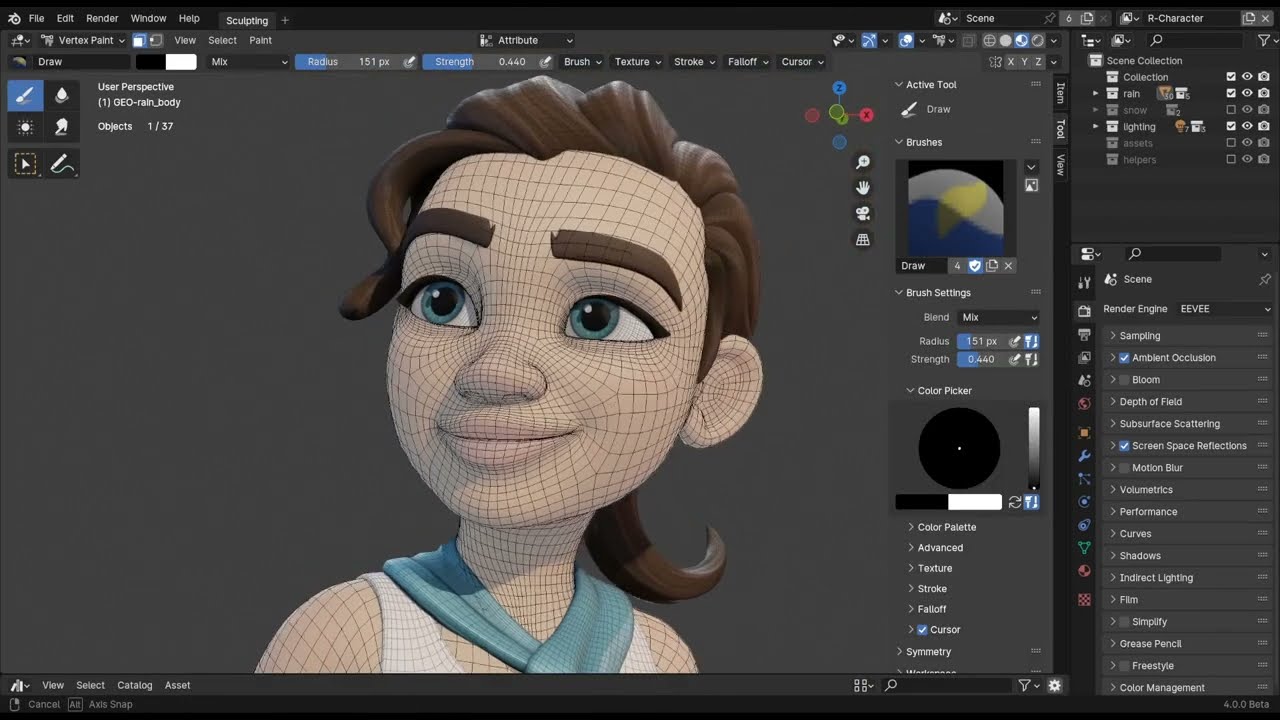 File Edit Render Window Help Sculpting + Scene 6 R-Character
Vertex Paint View Select Paint Attribute
Draw Mix Radius 151 px Strength 0.440 Brush Texture Stroke Falloff Cursor X Y Z
User Perspective
(1) GEO-rain_body
Objects 1 / 37
Z
X
Active Tool
Draw
Brushes
Draw 4
Brush Settings
Blend Mix
Radius 151 px
Strength 0.440
Color Picker
Color Palette
Advanced
Texture
Stroke
Falloff
Cursor
Symmetry
Item
Tool
View
Scene Collection
Collection
rain
snow 2
lighting 7
assets
helpers
Scene
Render Engine EEVEE
Sampling
Ambient Occlusion
Bloom
Depth of Field
Subsurface Scattering
Screen Space Reflections
Motion Blur
Volumetrics
Performance
Curves
Shadows
Indirect Lighting
Film
Simplify
Grease Pencil
Freestyle
Color Management
View Select Catalog Asset
Cancel Alt Axis Snap 4.0.0 Beta